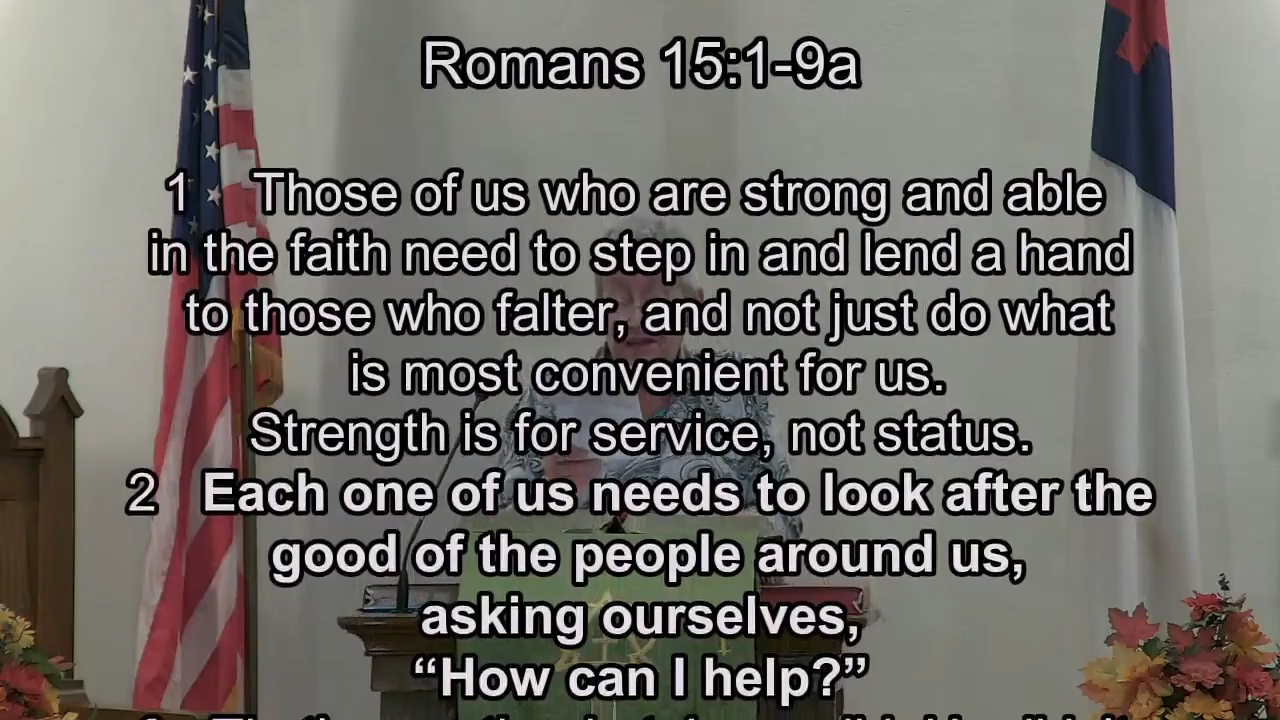 Romans 15:1-9a
1 Those of us who are strong and able
in the faith need to step in and lend a hand
to those who falter, and not just do what
is most convenient for us.
Strength is for service, not status.
2 Each one of us needs to look after the
good of the people around us,
asking ourselves,
“How can I help?”